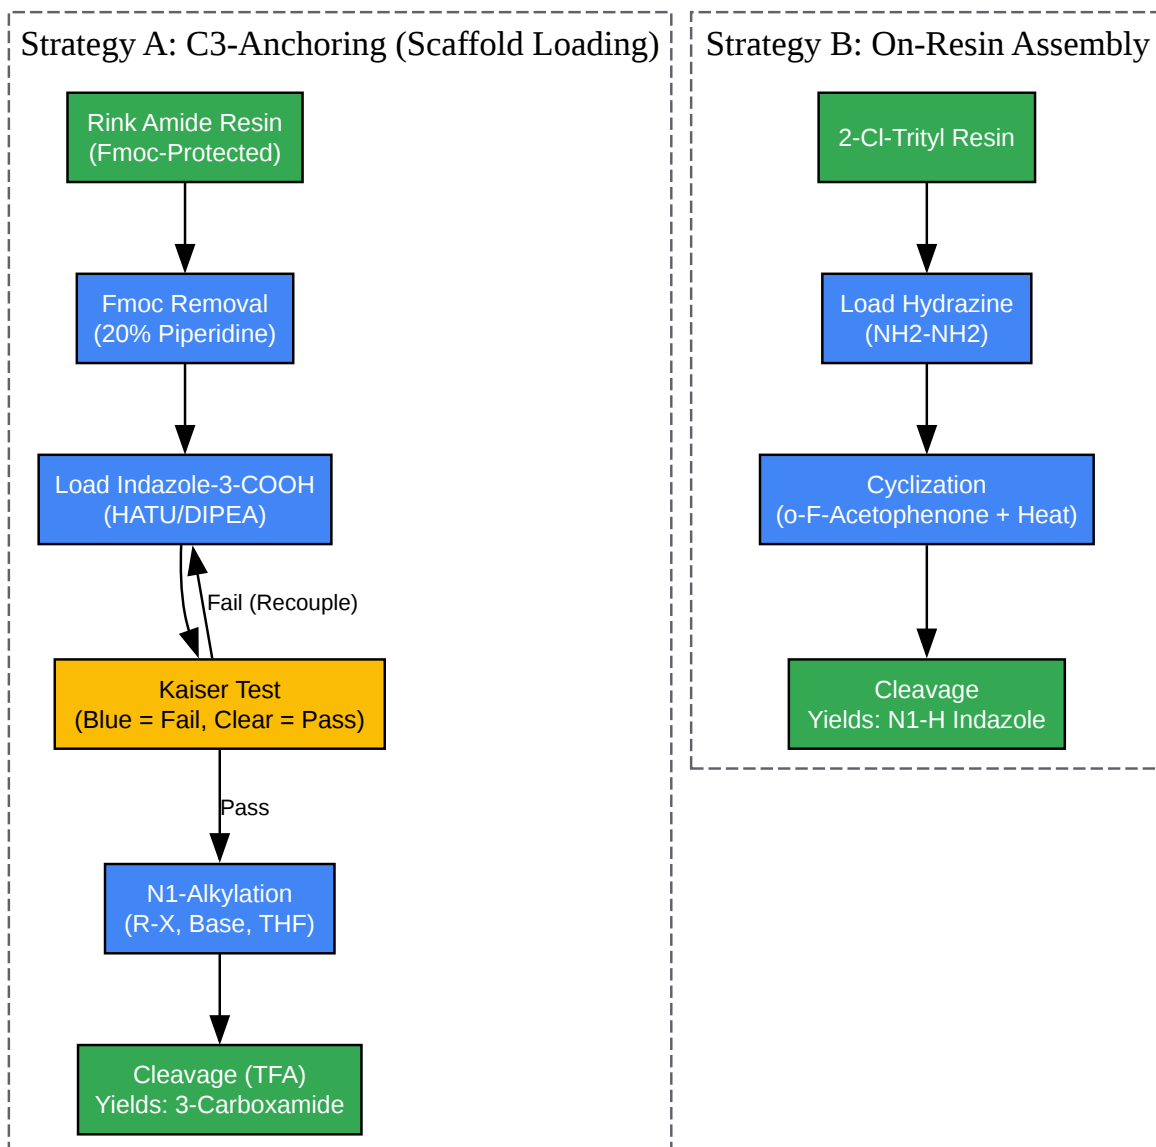 Strategy A: C3-Anchoring (Scaffold Loading)
Rink Amide Resin
(Fmoc-Protected)
Fmoc Removal
(20% Piperidine)
Load Indazole-3-COOH
(HATU/DIPEA)
Fail (Recouple)
Kaiser Test
(Blue = Fail, Clear = Pass)
Pass
N1-Alkylation
(R-X, Base, THF)
Cleavage (TFA)
Yields: 3-Carboxamide
Strategy B: On-Resin Assembly
2-Cl-Trityl Resin
Load Hydrazine
(NH2-NH2)
Cyclization
(o-F-Acetophenone + Heat)
Cleavage
Yields: N1-H Indazole